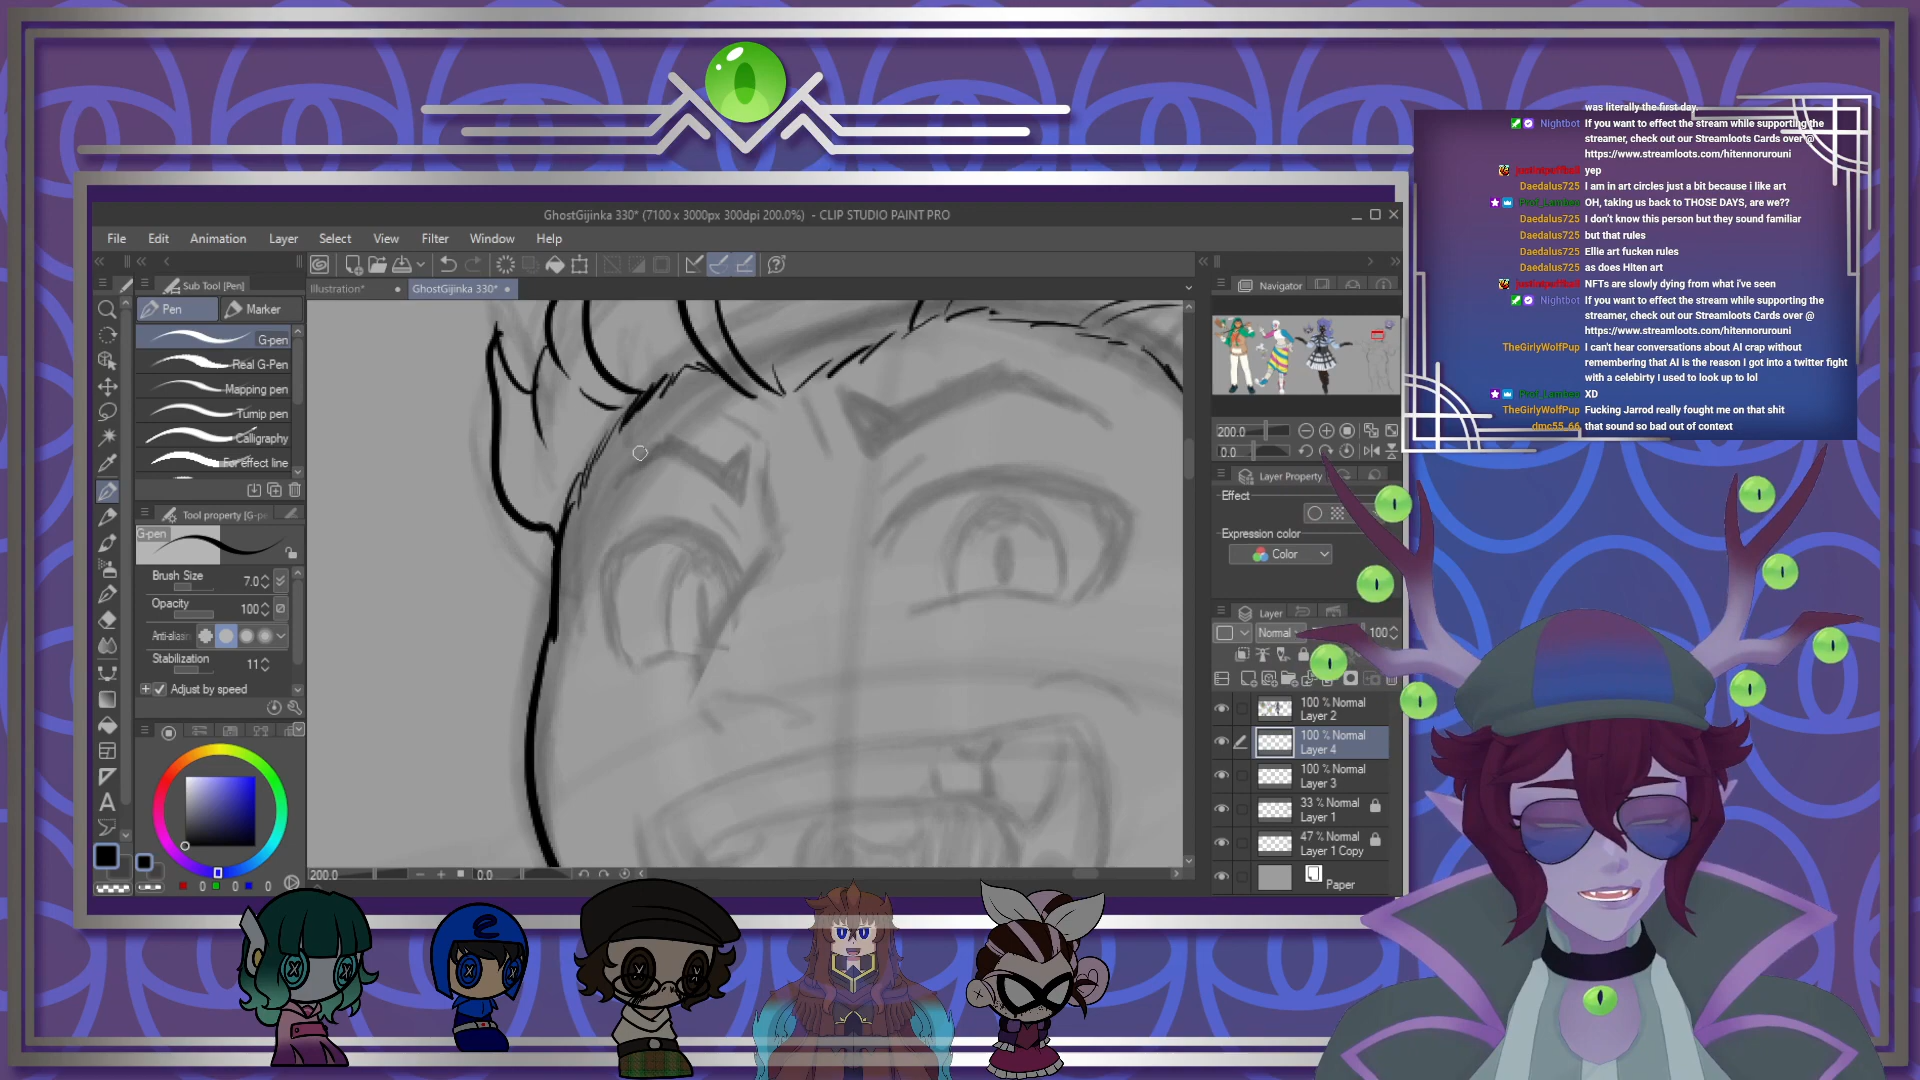 GhostGijinka 330* (7100 x 3000px 300dpi 200.0%) - CLIP STUDIO PAINT PRO
File Edit Animation Layer Select View Filter Window Help
Sub Tool [Pen]
Pen Marker
G-pen
Real G-Pen
Mapping pen
Turnip pen
Calligraphy
For effect line
Tool property [G-pe
G-pen
Brush Size 7.0
Opacity 100
Anti-alias
Stabilization 11
Adjust by speed
0 0 0
Illustration* GhostGijinka 330*
200.0 0.0
Navigator
200.0
0.0
Layer Property
Effect
Expression color
Color
Layer
Normal 100
100 % Normal
Layer 2
100 % Normal
Layer 4
100 % Normal
Layer 3
33 % Normal
Layer 1
47 % Normal
Layer 1 Copy
Paper
was literally the first day.
Nightbot If you want to effect the stream while supporting the
streamer, check out our Streamloots Cards over @
https://www.streamloots.com/hitennorurouni
yep
Daedalus725 I am in art circles just a bit because i like art
OH, taking us back to THOSE DAYS, are we??
Daedalus725 I don't know this person but they sound familiar
Daedalus725 but that rules
Daedalus725 Ellie art fucken rules
Daedalus725 as does Hiten art
NFTs are slowly dying from what i've seen
Nightbot If you want to effect the stream while supporting the
streamer, check out our Streamloots Cards over @
https://www.streamloots.com/hitennorurouni
TheGirlyWolfPup I can't hear conversations about AI crap without
remembering that AI is the reason I got into a twitter fight
with a celebirty I used to look up to lol
XD
TheGirlyWolfPup Fucking Jarrod really fought me on that shit
dmc55_66 that sound so bad out of context